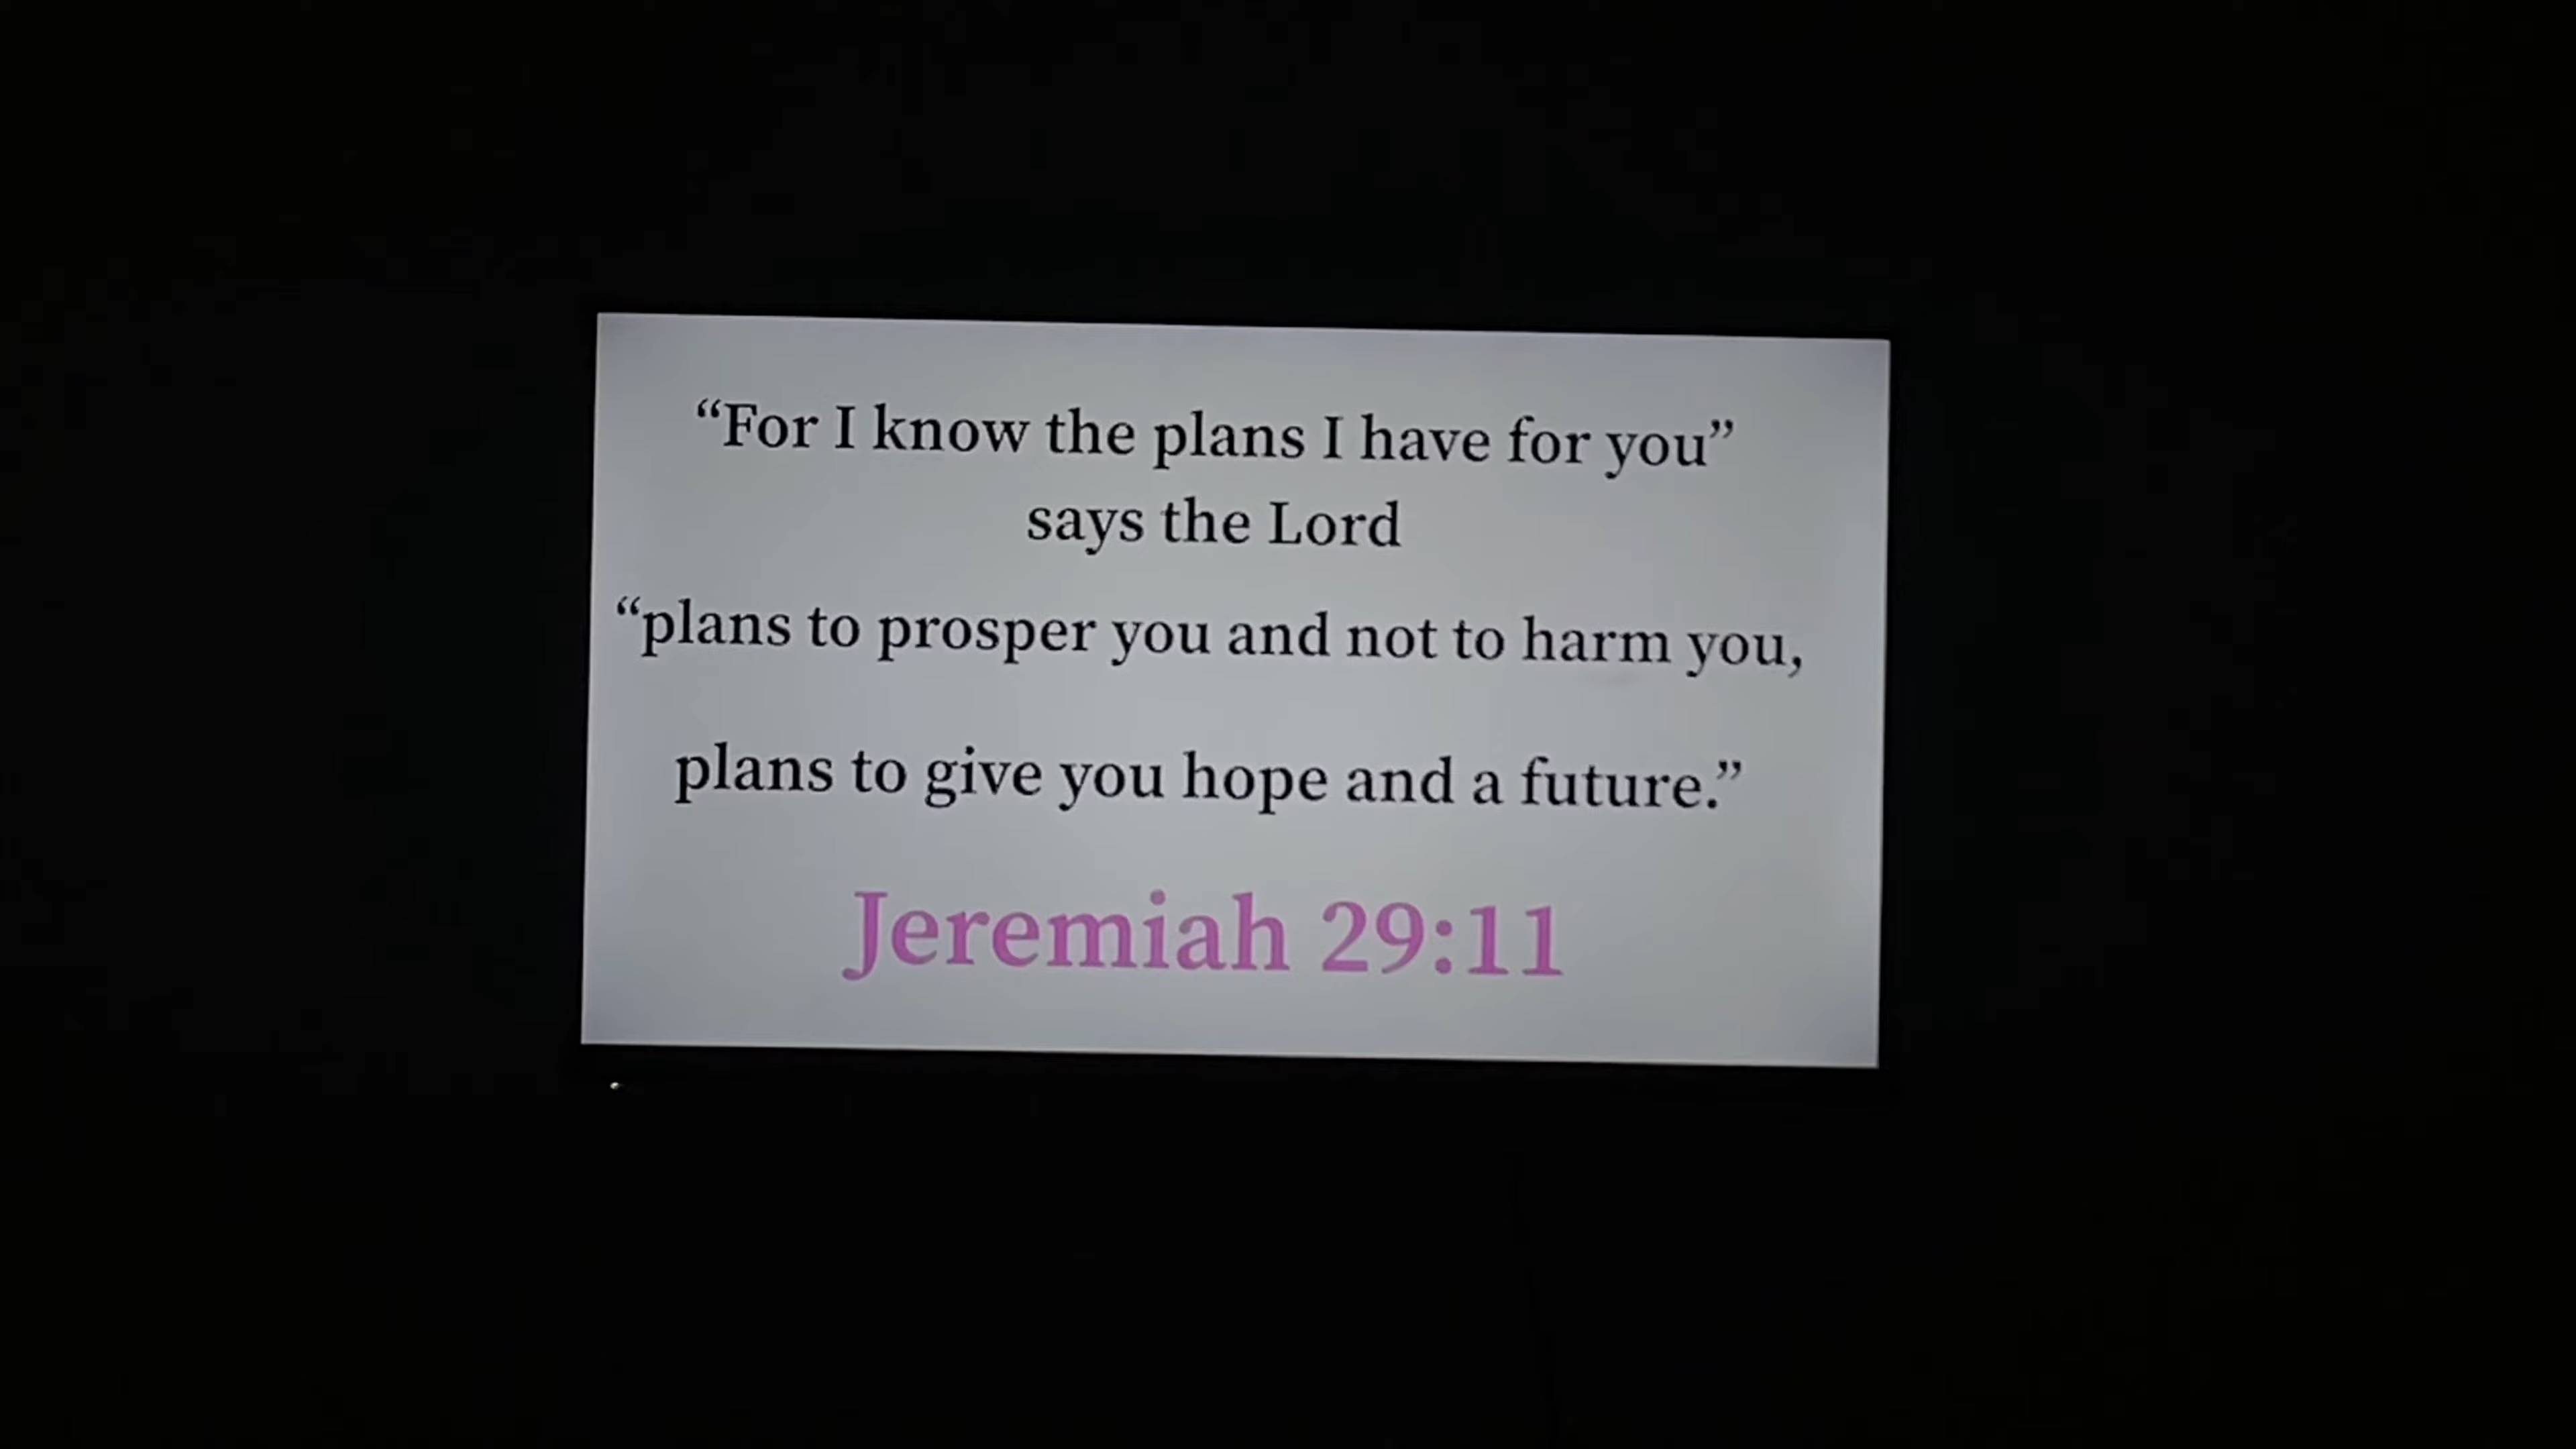 “For I know the plans I have for you”
says the Lord
“plans to prosper you and not to harm you,
plans to give you hope and a future.”
Jeremiah 29:11